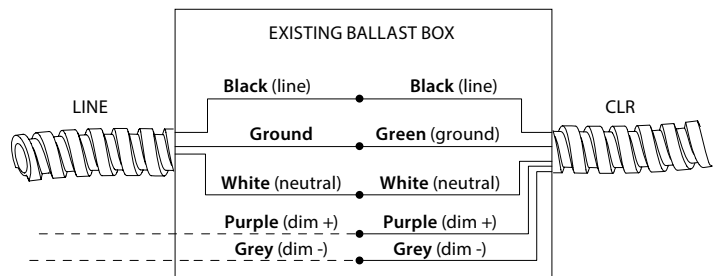 EXISTING BALLAST BOX
LINE
CLR
Black (line) Black (line)
Ground Green (ground)
White (neutral) White (neutral)
Purple (dim +) Purple (dim +)
Grey (dim -) Grey (dim -)